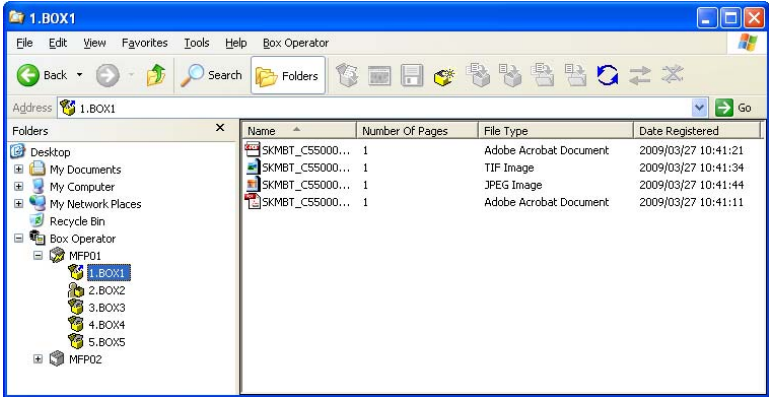 1.BOX1
File Edit View Favorites Tools Help Box Operator
Back Search Folders
Address 1.BOX1 Go
Folders x
Name Number Of Pages File Type Date Registered
Desktop
My Documents
My Computer
My Network Places
Recycle Bin
Box Operator
MFP01
1.BOX1
2.BOX2
3.BOX3
4.BOX4
5.BOX5
MFP02
SKMBT_C55000... 1 Adobe Acrobat Document 2009/03/27 10:41:21
SKMBT_C55000... 1 TIF Image 2009/03/27 10:41:34
SKMBT_C55000... 1 JPEG Image 2009/03/27 10:41:44
SKMBT_C55000... 1 Adobe Acrobat Document 2009/03/27 10:41:11